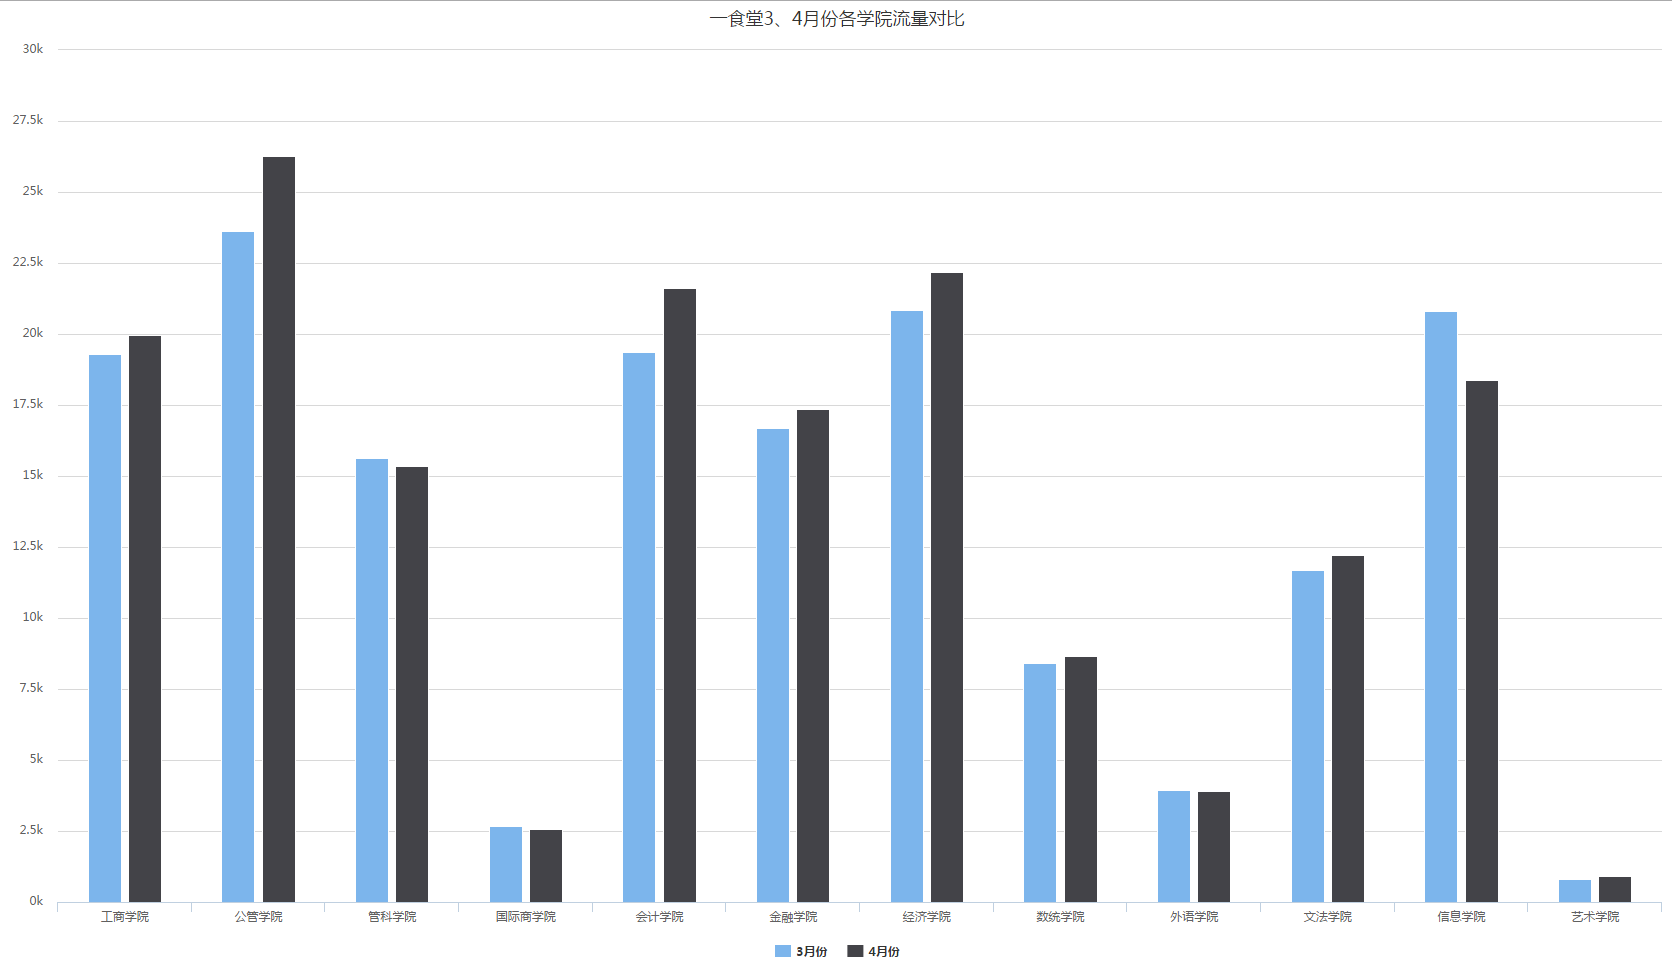 一食堂3、4月份各学院流量对比
30k
27.5k
25k
22.5k
20k
17.5k
15k
12.5k
10k
7.5k
5k
2.5k
0k
工商学院 公管学院 管科学院 国际商学院 会计学院 金融学院 经济学院 数统学院 外语学院 文法学院 信息学院 艺术学院
3月份 4月份